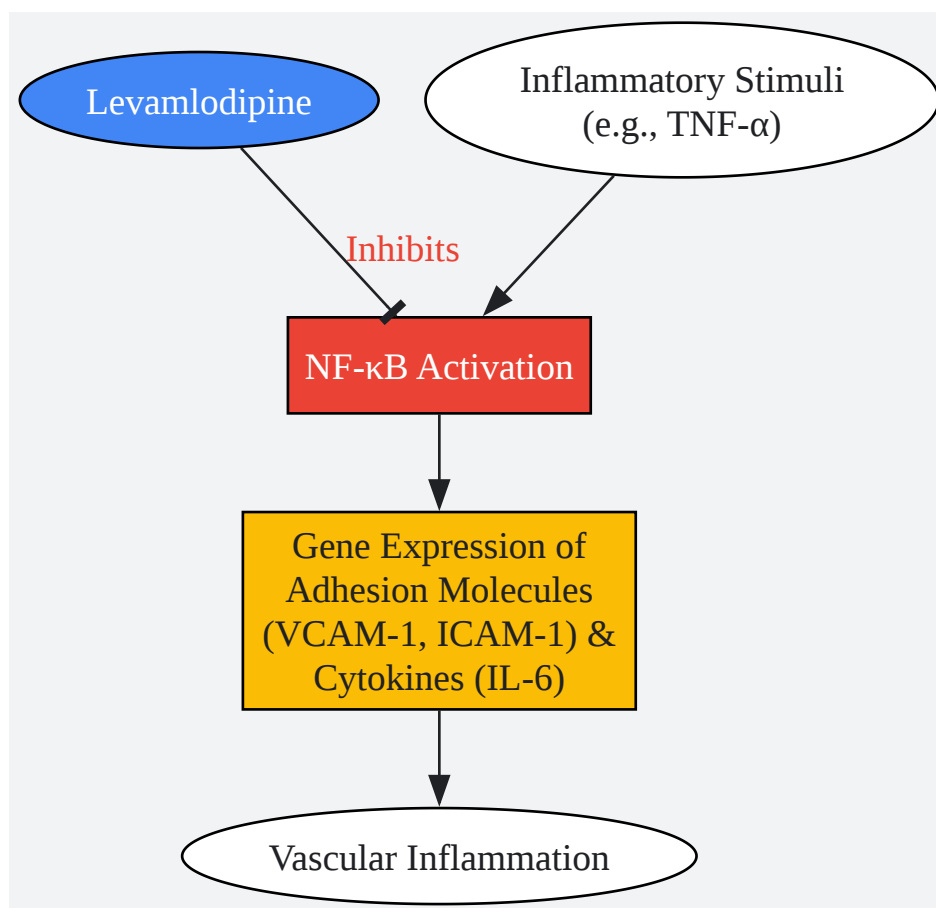 Levamlodipine
Inflammatory Stimuli
(e.g., TNF-α)
Inhibits
NF-κB Activation
Gene Expression of
Adhesion Molecules
(VCAM-1, ICAM-1) &
Cytokines (IL-6)
Vascular Inflammation